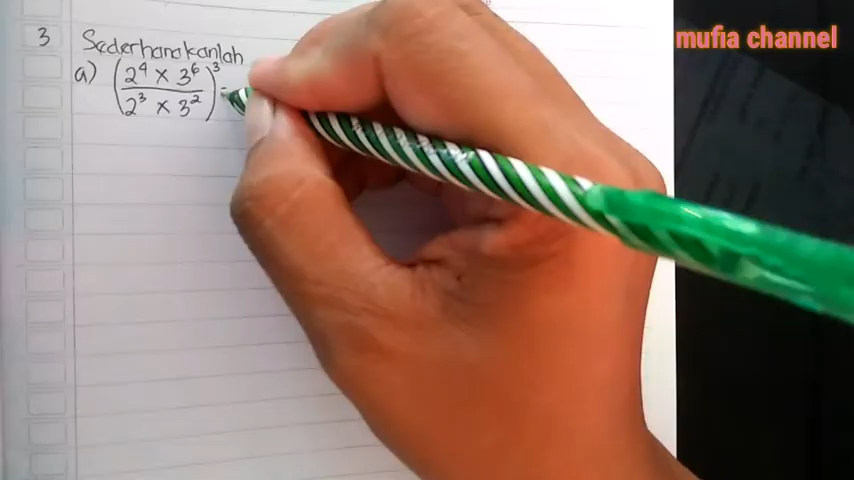 mufia channel
3 Sederhanakanlah
a) (2⁴ x 3⁶ / 2³ x 3²)³ =